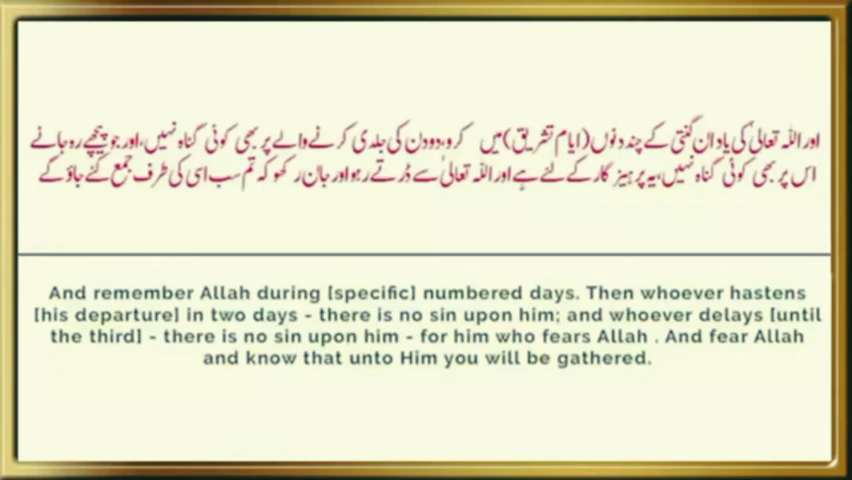 اور اللہ تعالیٰ کی یاد ان گنتی کے چند دنوں (ایام تشریق) میں کرو، دو دن کی جلدی کرنے والے پر بھی کوئی گناہ نہیں، اور جو پیچھے رہ جانے
اس پر بھی کوئی گناہ نہیں، یہ پرہیز گار کے لئے ہے اور اللہ تعالیٰ سے ڈرتے رہو اور جان رکھو کہ تم سب اسی کی طرف جمع کئے جاؤ گے
And remember Allah during [specific] numbered days. Then whoever hastens
[his departure] in two days - there is no sin upon him; and whoever delays [until
the third] - there is no sin upon him - for him who fears Allah . And fear Allah
and know that unto Him you will be gathered.